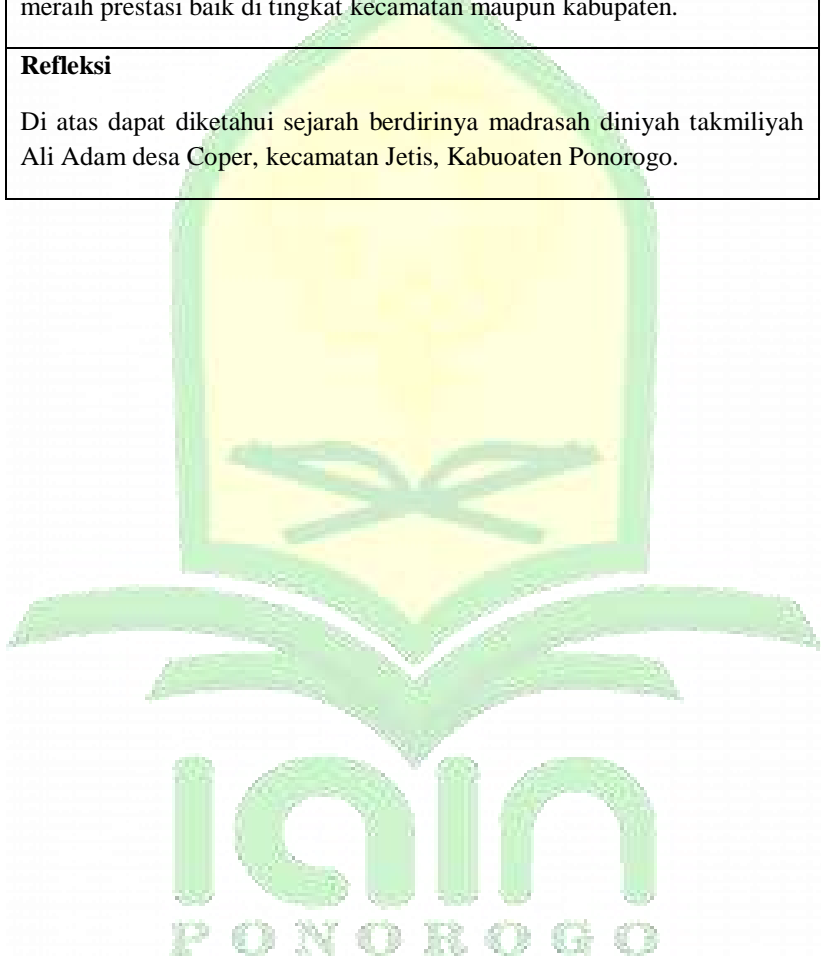 meraih prestasi baik di tingkat kecamatan maupun kabupaten.
Refleksi
Di atas dapat diketahui sejarah berdirinya madrasah diniyah takmiliyah
Ali Adam desa Coper, kecamatan Jetis, Kabuoaten Ponorogo.
iain
PONOROGO